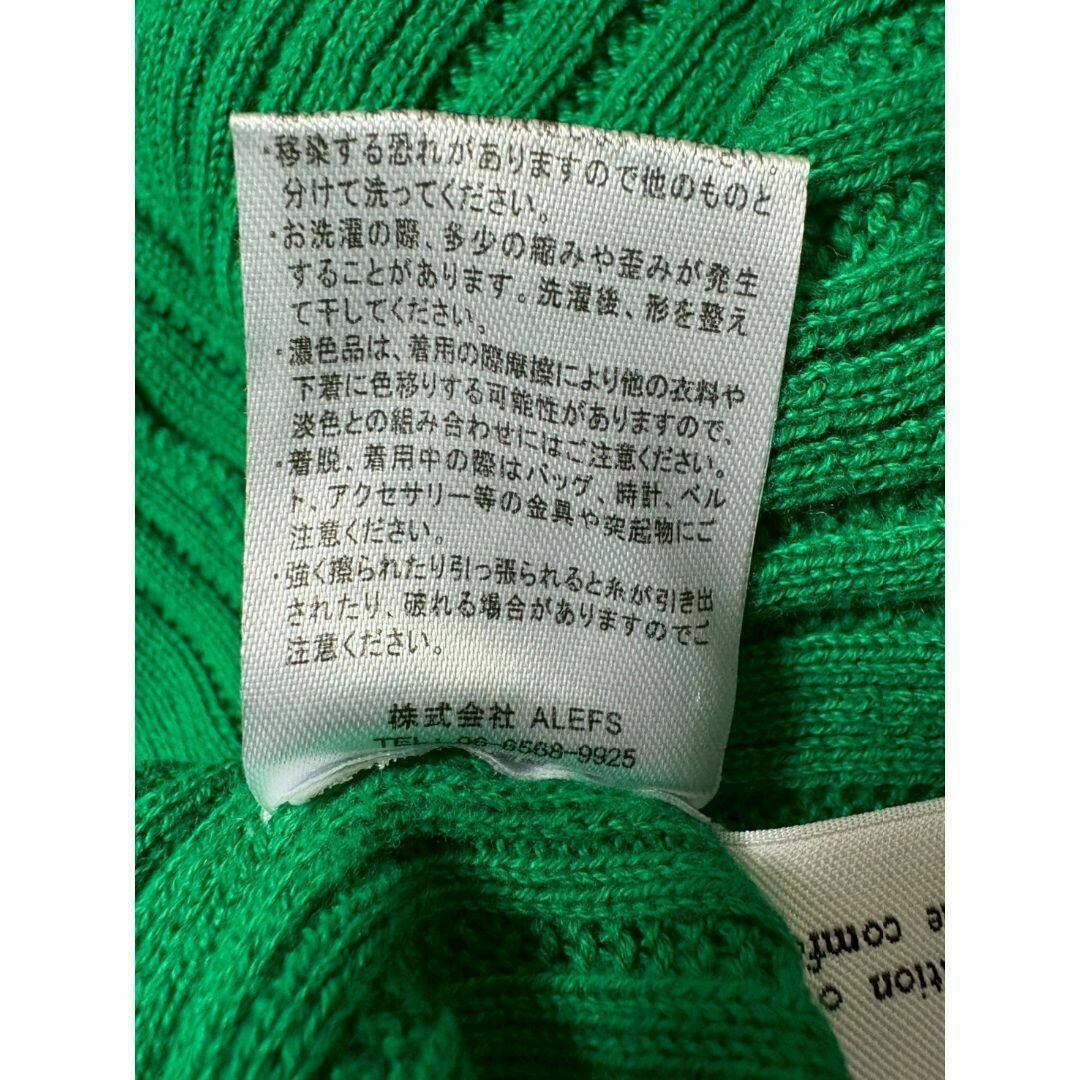 さい。
・移染する恐れがありますので他のものと
分けて洗ってください。
・お洗濯の際、多少の縮みや歪みが発生
することがあります。洗濯後、形を整え
て干してください。
・濃色品は、着用の際摩擦により他の衣料や
下着に色移りする可能性がありますので、
淡色との組み合わせにはご注意ください。
・着脱、着用中の際はバッグ、時計、ベル
ト、アクセサリー等の金具や突起物にご
注意ください。
・強く擦られたり引っ張られると糸が引き出
されたり、破れる場合がありますのでご
注意ください。
株式会社 ALEFS
TEL：06-6568-9925